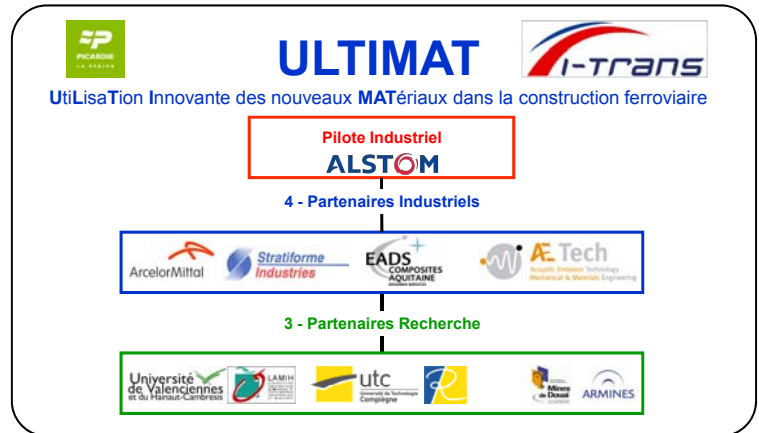 PICARDIE
LA RÉGION
ULTIMAT
i-Trans
UtiLisaTion Innovante des nouveaux MATériaux dans la construction ferroviaire
Pilote Industriel
ALSTOM
4 - Partenaires Industriels
ArcelorMittal
Stratiforme
Industries
EADS
COMPOSITES
AQUITAINE
AE Tech
Acoustic Emission Technology
Mechanical & Materials Engineering
3 - Partenaires Recherche
Université
de Valenciennes
et du Hainaut-Cambresis
LAMIH
utc
Université de Technologie
Compiègne
R
Mines
de Douai
ARMINES